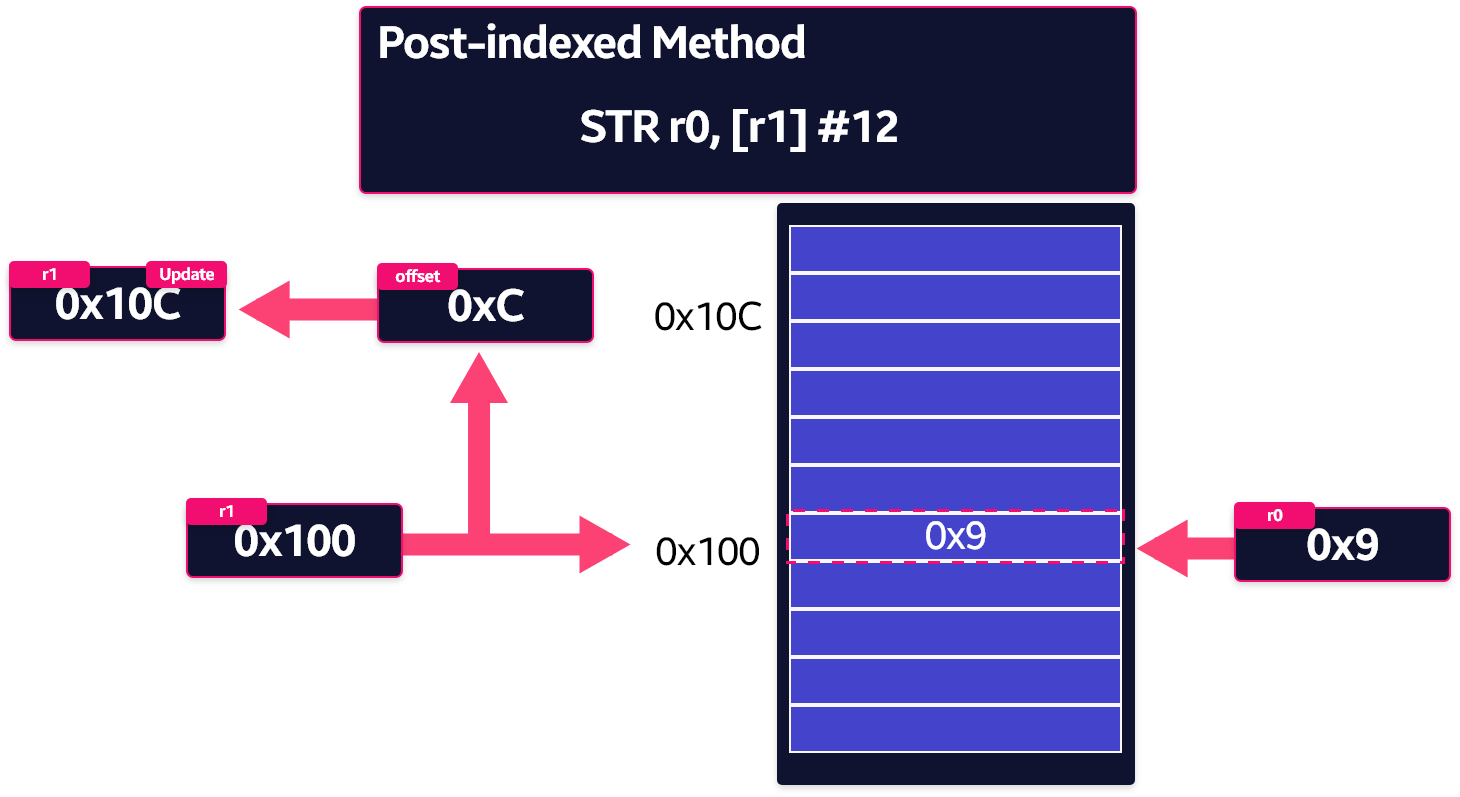 Post-indexed Method
STR r0, [r1] #12
r1
Update
0x10C
offset
0xC
0x10C
r1
0x100
0x100
0x9
r0
0x9